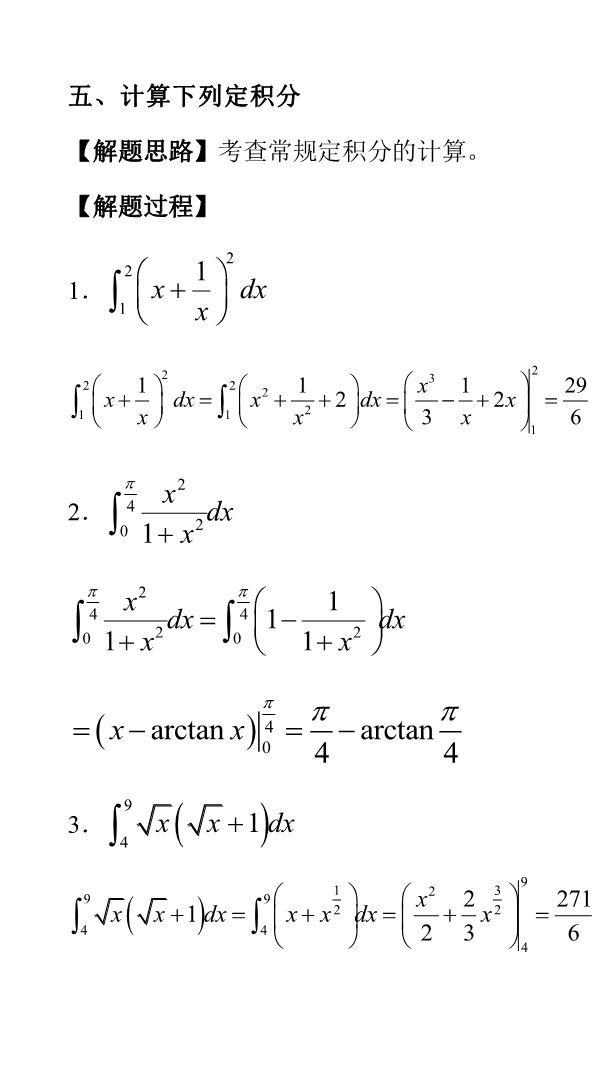 五、计算下列定积分
【解题思路】考查常规定积分的计算。
【解题过程】
1. ∫₁² (x + 1/x)² dx
∫₁² (x + 1/x)² dx = ∫₁² (x² + 1/x² + 2) dx = (x³/3 − 1/x + 2x)|₁² = 29/6
2. ∫₀^(π/4) x²/(1+x²) dx
∫₀^(π/4) x²/(1+x²) dx = ∫₀^(π/4) (1 − 1/(1+x²)) dx
= (x − arctan x)|₀^(π/4) = π/4 − arctan π/4
3. ∫₄⁹ √x(√x + 1) dx
∫₄⁹ √x(√x + 1) dx = ∫₄⁹ (x + x^(1/2)) dx = (x²/2 + 2/3 x^(3/2))|₄⁹ = 271/6